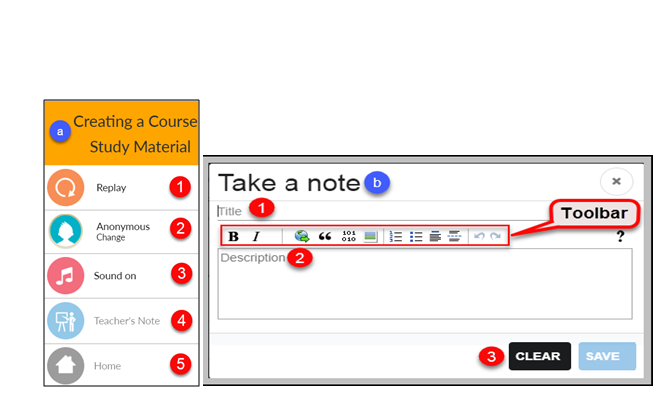 Creating a Course
a
Study Material
Replay 1
Anonymous 2
Change
Sound on 3
Teacher's Note 4
Home 5
Take a note b ×
Title 1
Toolbar
B I “ 101 010 ?
Description 2
3 CLEAR SAVE